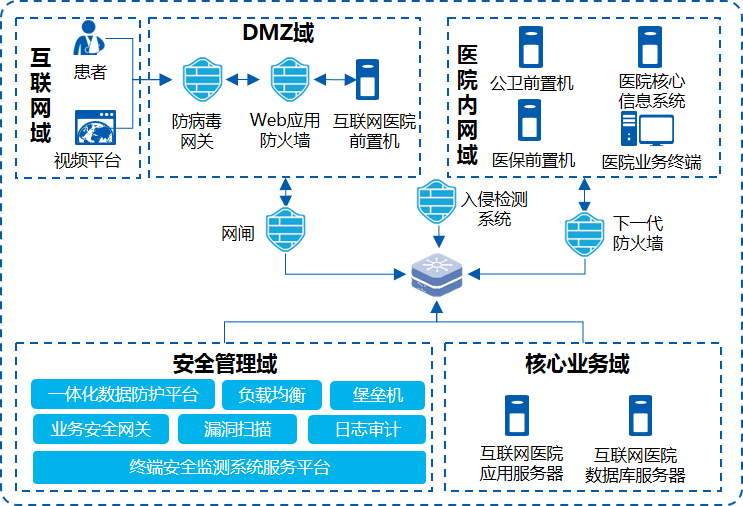 互联网域
患者
视频平台
DMZ域
防病毒
网关
Web应用
防火墙
互联网医院
前置机
医院内网域
公卫前置机
医院核心
信息系统
医保前置机
医院业务终端
网闸
入侵检测
系统
下一代
防火墙
安全管理域
一体化数据防护平台
负载均衡
堡垒机
业务安全网关
漏洞扫描
日志审计
终端安全监测系统服务平台
核心业务域
互联网医院
应用服务器
互联网医院
数据库服务器